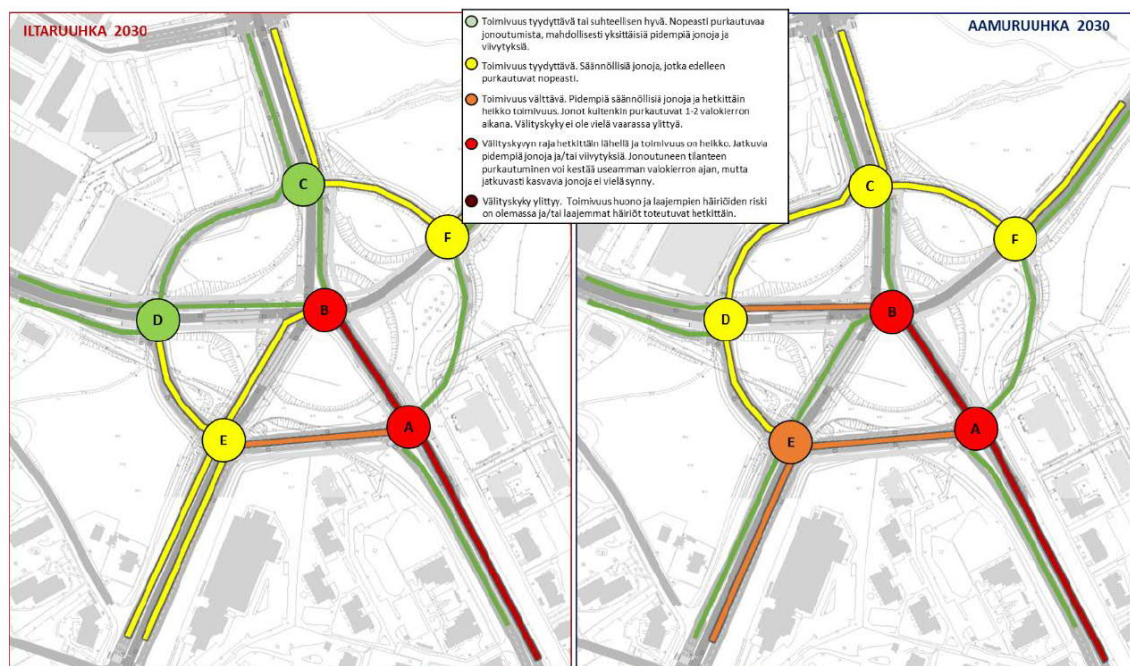 ILTARUUHKA 2030
Toimivuus tyydyttävä tai suhteellisen hyvä. Nopeasti purkautuvaa
jonoutumista, mahdollisesti yksittäisiä pidempiä jonoja ja
viivytyksiä.
Toimivuus tyydyttävä. Säännöllisiä jonoja, jotka edelleen
purkautuvat nopeasti.
Toimivuus välttävä. Pidempiä säännöllisiä jonoja ja hetkittäin
heikko toimivuus. Jonot kuitenkin purkautuvat 1-2 valokierron
aikana. Välityskyky ei ole vielä vaarassa ylittyä.
Välityskyvyn raja hetkittäin lähellä ja toimivuus on heikko. Jatkuvia
pidempiä jonoja ja/tai viivytyksiä. Jonoutuneen tilanteen
purkautuminen voi kestää useamman valokierron ajan, mutta
jatkuvasti kasvavia jonoja ei vielä synny.
Välityskyky ylittyy. Toimivuus huono ja laajempien häiriöiden riski
on olemassa ja/tai laajemmat häiriöt toteutuvat hetkittäin.
AAMURUUHKA 2030
C
F
D
B
E
A
C
F
D
B
E
A